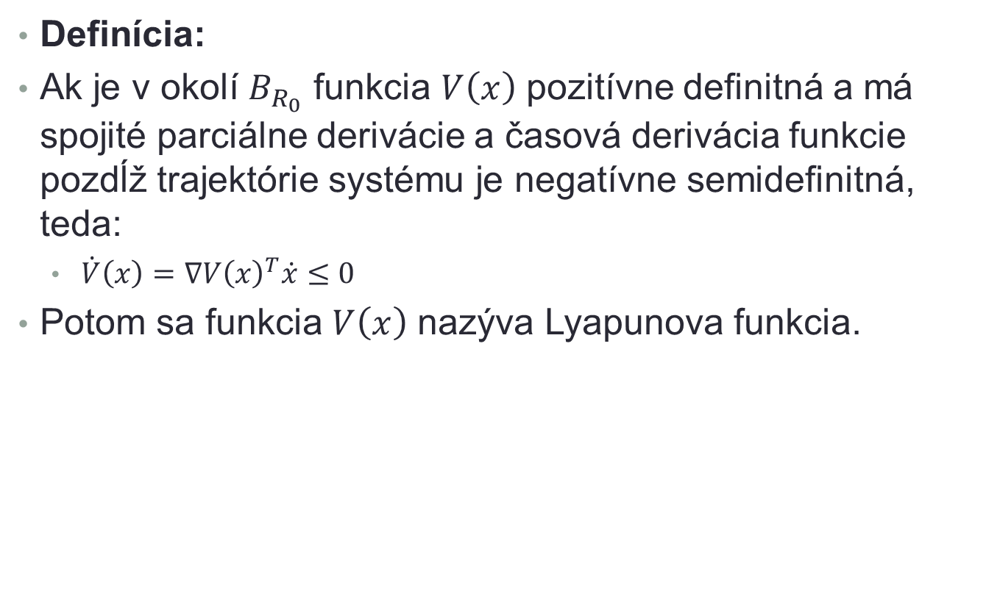 • Definícia:
• Ak je v okolí $B_{R_0}$ funkcia $V(x)$ pozitívne definitná a má
spojité parciálne derivácie a časová derivácia funkcie
pozdĺž trajektórie systému je negatívne semidefinitná,
teda:
• $\dot{V}(x) = \nabla V(x)^T \dot{x} \leq 0$
• Potom sa funkcia $V(x)$ nazýva Lyapunova funkcia.